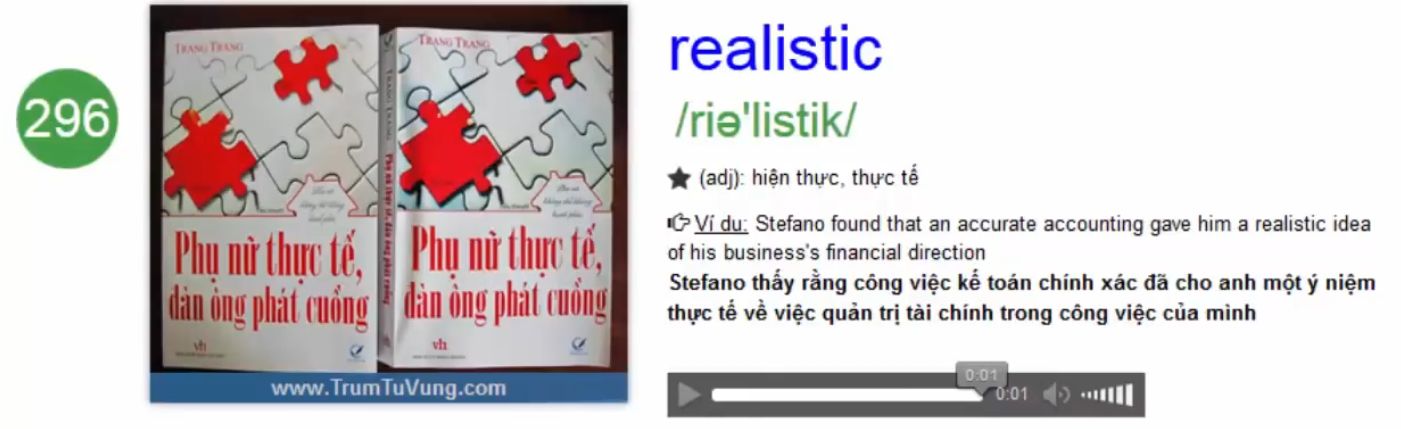 296
TRANG TRANG
TRANG TRANG
Phụ nữ thực tế,
đàn ông phát cuồng
vh
Phụ nữ thực tế, đàn ông phát cuồng
Phụ nữ thực tế,
đàn ông phát cuồng
vh
www.TrumTuVung.com
realistic
/riə'listik/
(adj): hiện thực, thực tế
Ví dụ: Stefano found that an accurate accounting gave him a realistic idea
of his business's financial direction
Stefano thấy rằng công việc kế toán chính xác đã cho anh một ý niệm
thực tế về việc quản trị tài chính trong công việc của mình
0:01
0:01